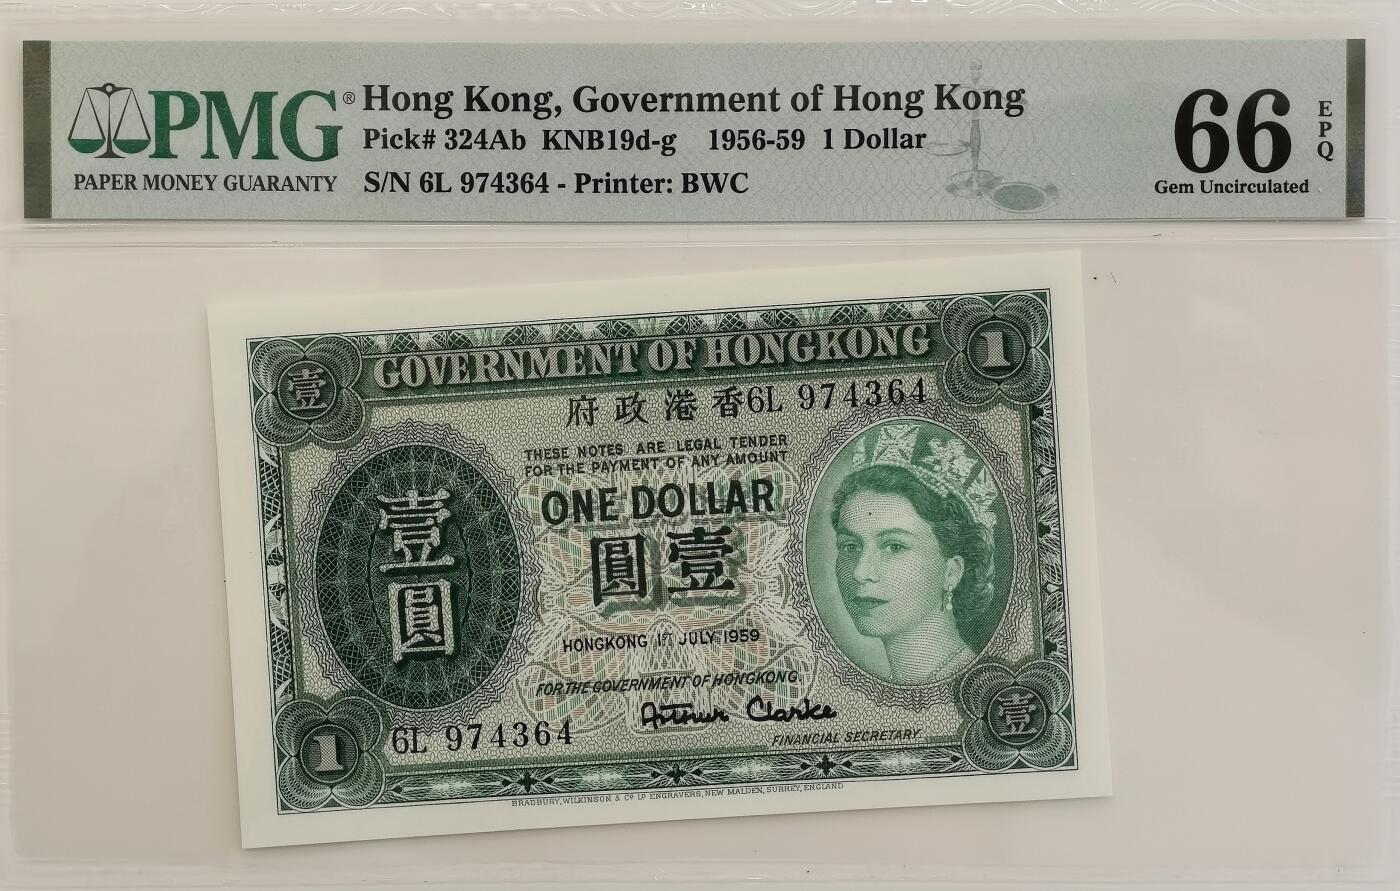 PMG®
PAPER MONEY GUARANTY
Hong Kong, Government of Hong Kong
Pick# 324Ab KNB19d-g 1956-59 1 Dollar
S/N 6L 974364 - Printer: BWC
66 EPQ
Gem Uncirculated
壹
GOVERNMENT OF HONGKONG
1
府政港香 6L 974364
THESE NOTES ARE LEGAL TENDER
FOR THE PAYMENT OF ANY AMOUNT
ONE DOLLAR
圓壹
壹圓
HONGKONG 1ST JULY 1959
FOR THE GOVERNMENT OF HONGKONG.
Arthur Clarke
FINANCIAL SECRETARY
1
6L 974364
壹
BRADBURY, WILKINSON & Co Ld ENGRAVERS, NEW MALDEN, SURREY, ENGLAND